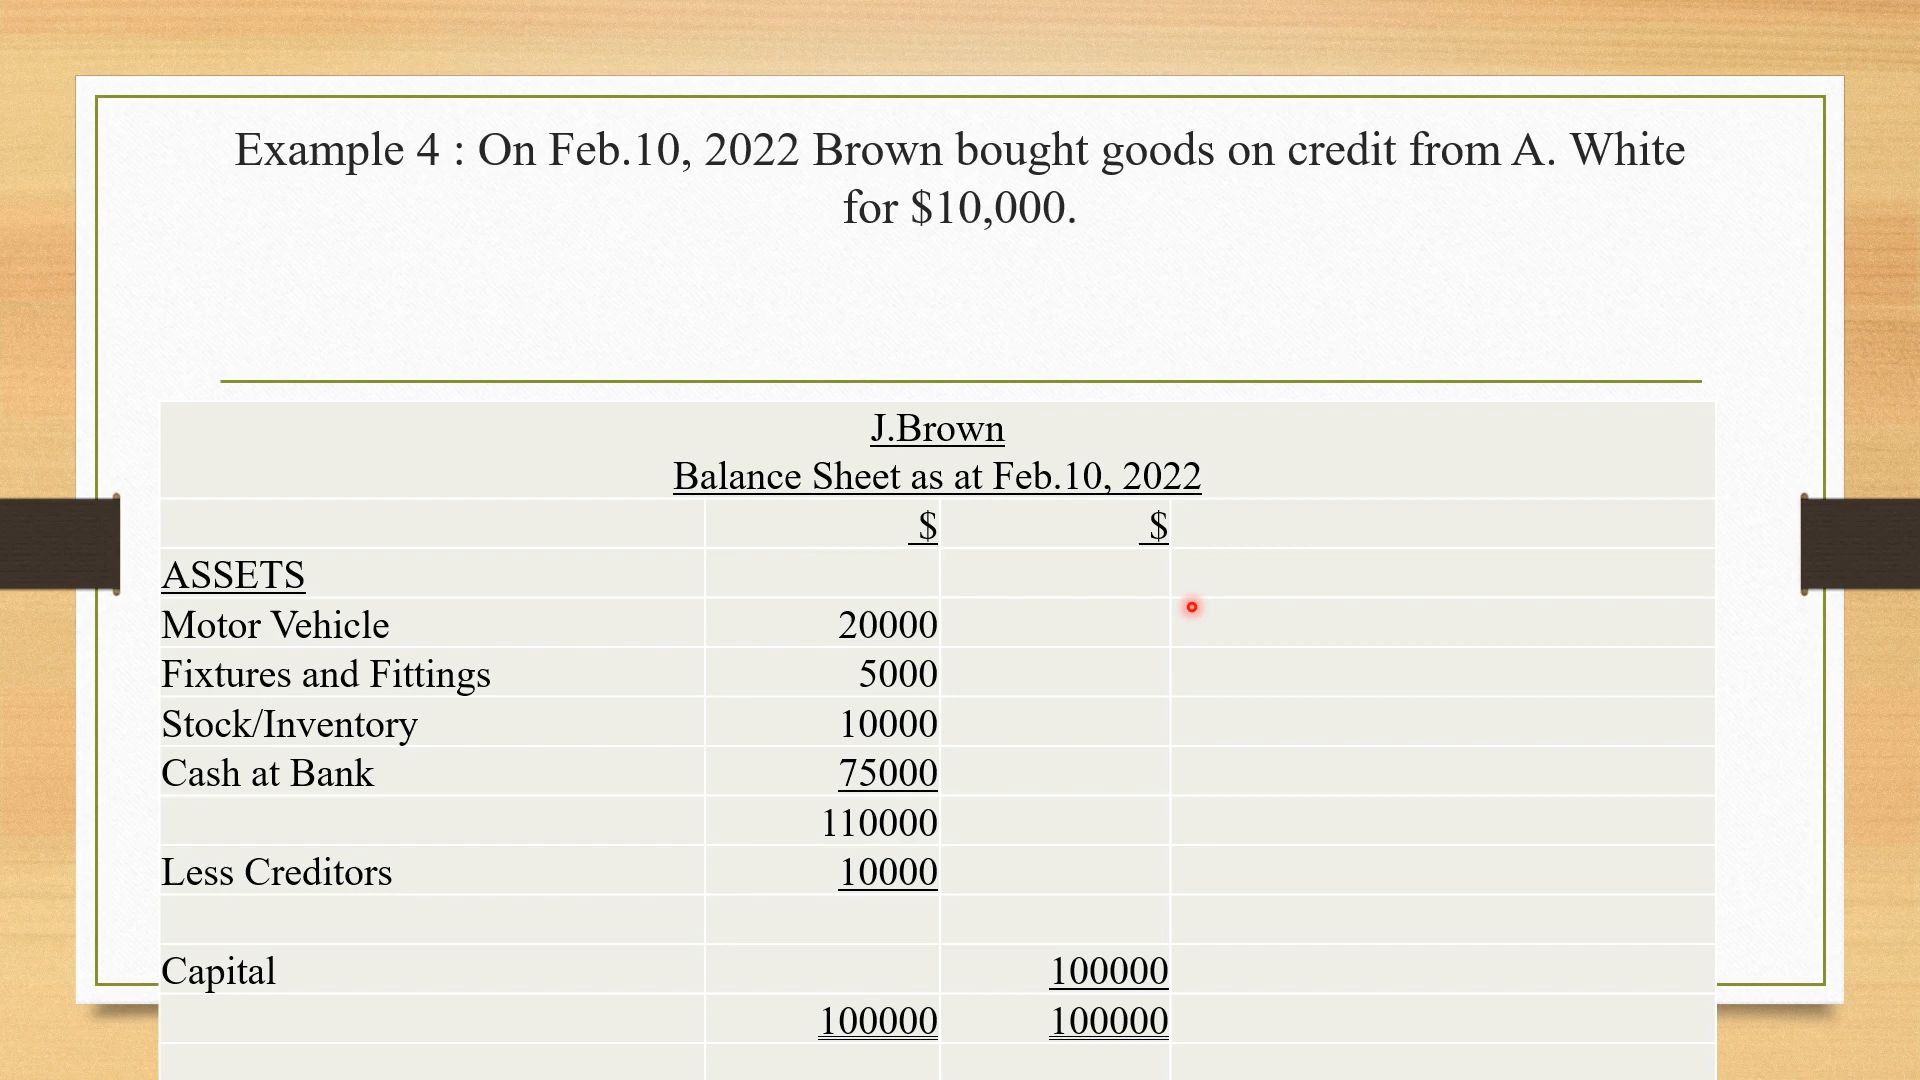 Example 4 : On Feb.10, 2022 Brown bought goods on credit from A. White
for $10,000.
J.Brown
Balance Sheet as at Feb.10, 2022
$ $
ASSETS
Motor Vehicle 20000
Fixtures and Fittings 5000
Stock/Inventory 10000
Cash at Bank 75000
110000
Less Creditors 10000
Capital 100000
100000 100000